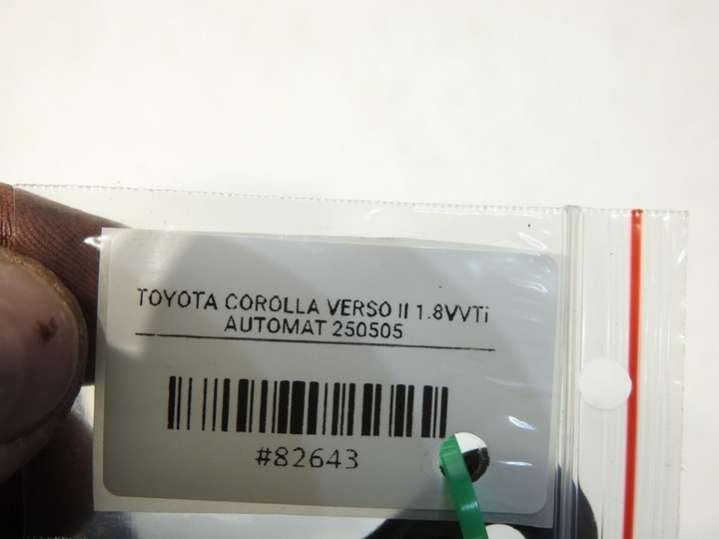 TOYOTA COROLLA VERSO II 1.8VVTi
AUTOMAT 250505
#82643